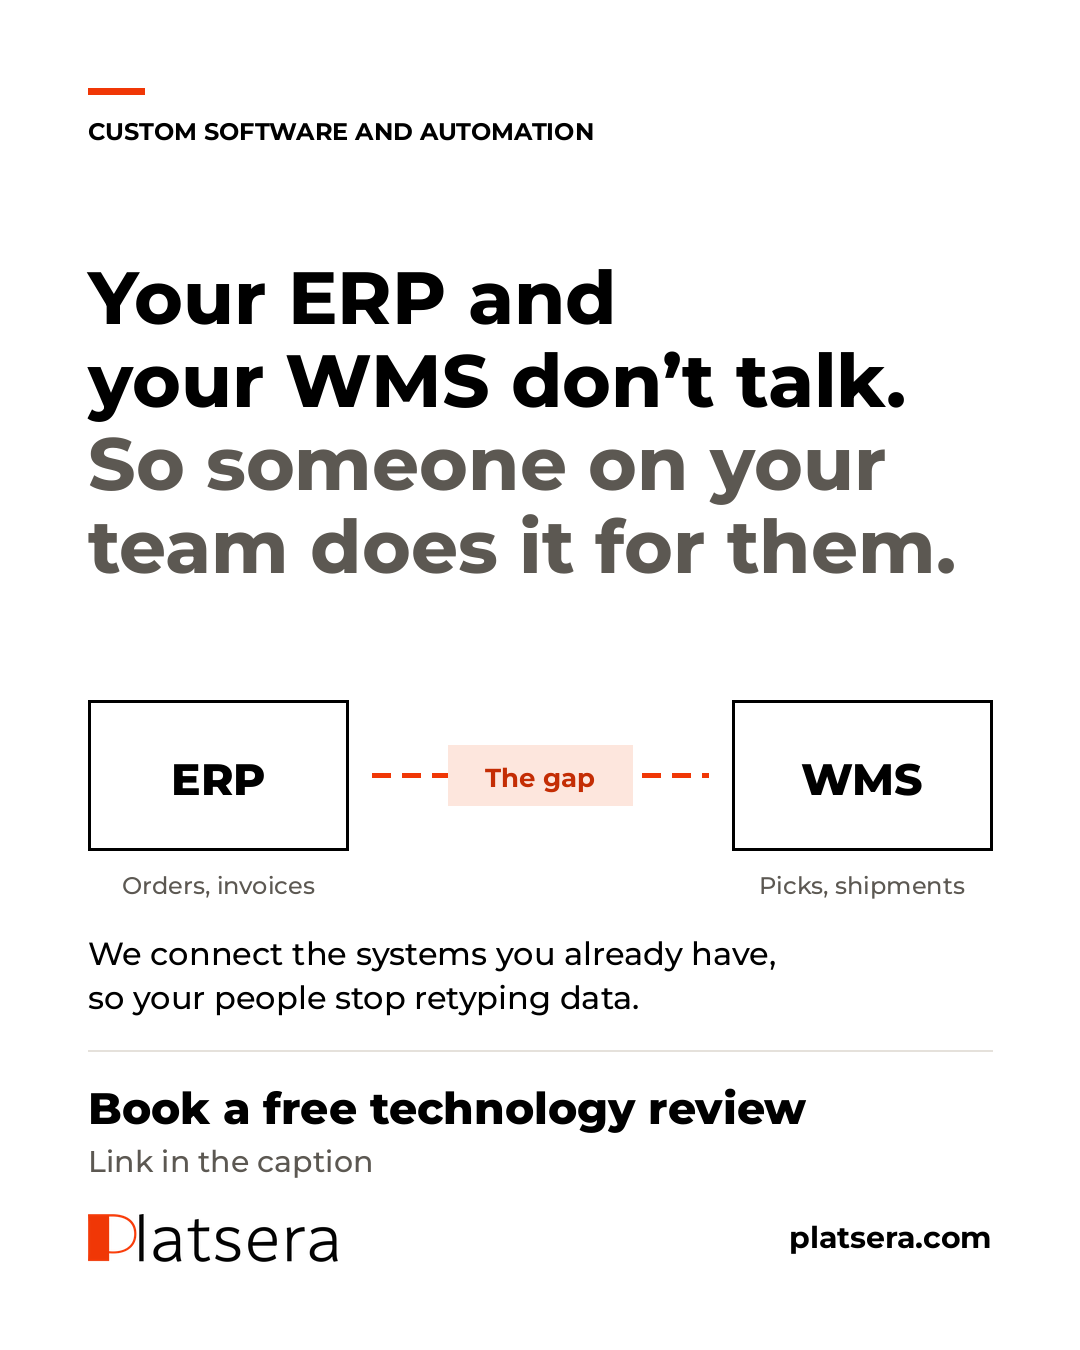 CUSTOM SOFTWARE AND AUTOMATION
Your ERP and
your WMS don’t talk.
So someone on your
team does it for them.
ERP
The gap
WMS
Orders, invoices
Picks, shipments
We connect the systems you already have,
so your people stop retyping data.
Book a free technology review
Link in the caption
Platsera
platsera.com